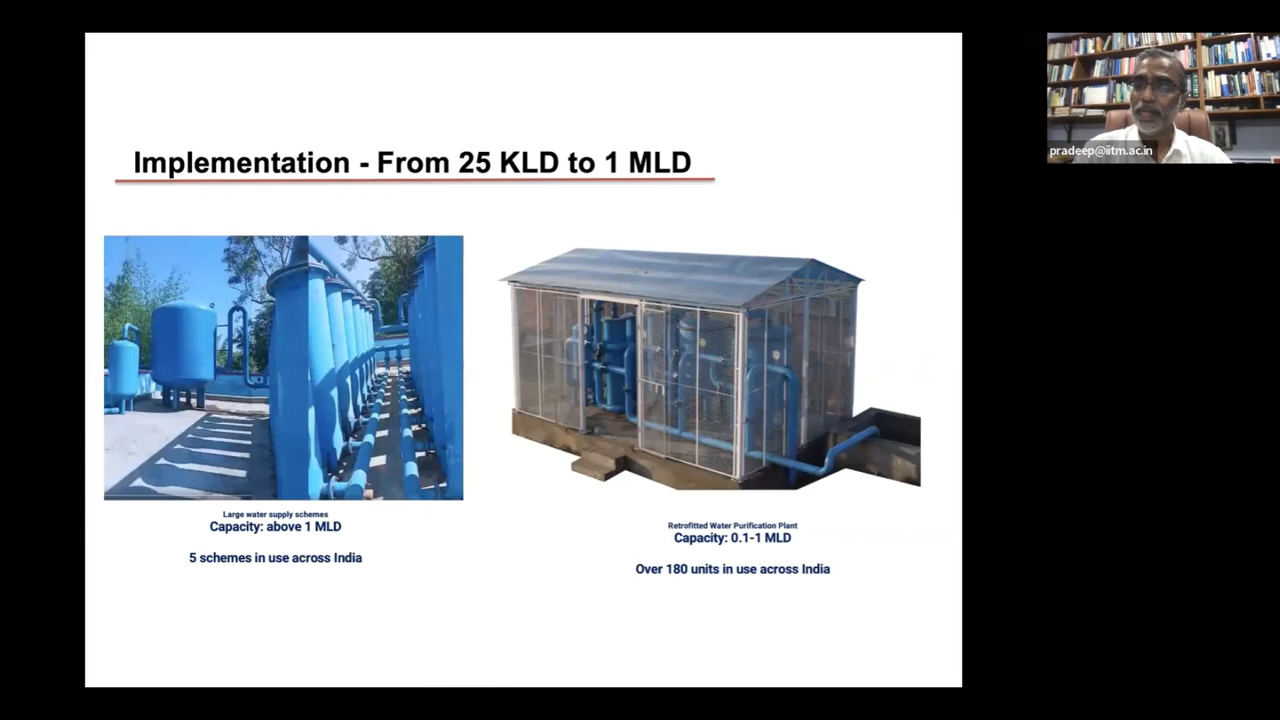 Implementation - From 25 KLD to 1 MLD
pradeep@iitm.ac.in
Large water supply schemes
Capacity: above 1 MLD
5 schemes in use across India
Retrofitted Water Purification Plant
Capacity: 0.1-1 MLD
Over 180 units in use across India